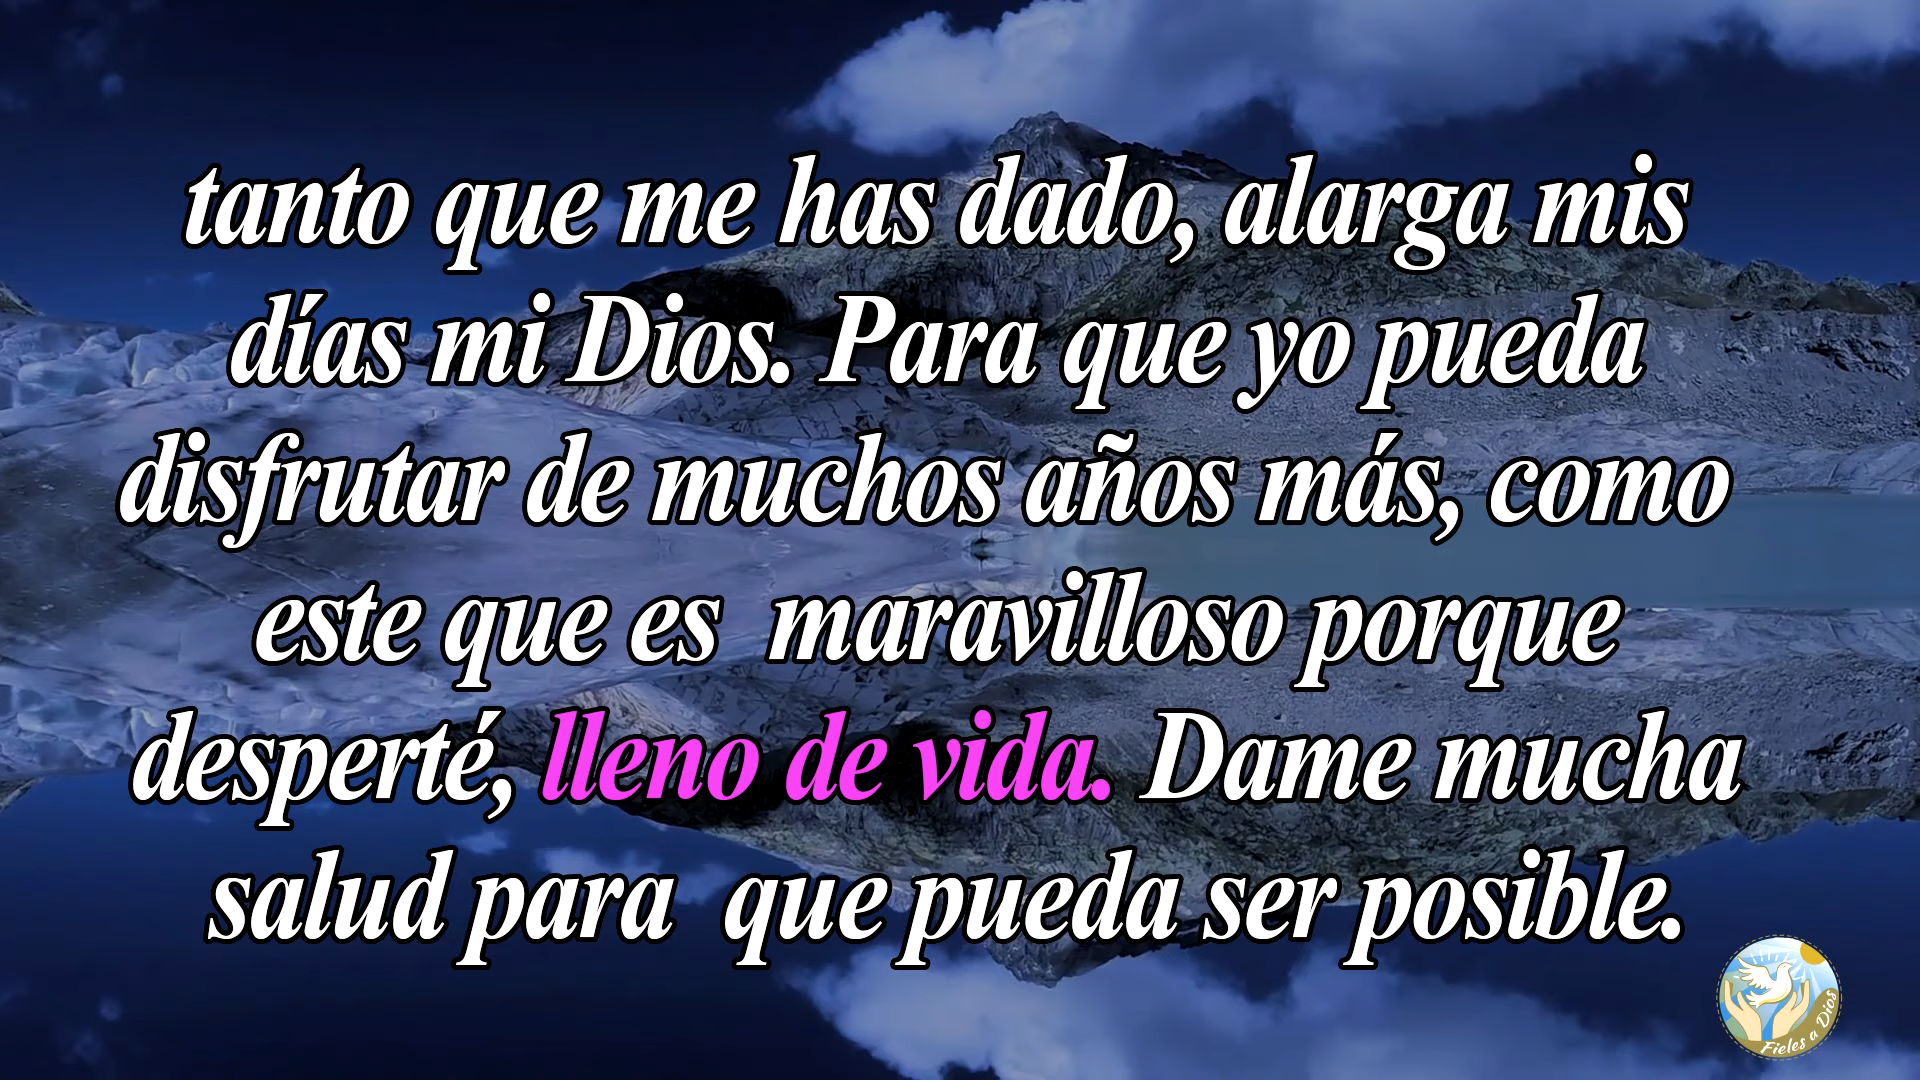 tanto que me has dado, alarga mis
días mi Dios. Para que yo pueda
disfrutar de muchos años más, como
este que es  maravilloso porque
desperté, lleno de vida. Dame mucha
salud para  que pueda ser posible.
Fieles a Dios